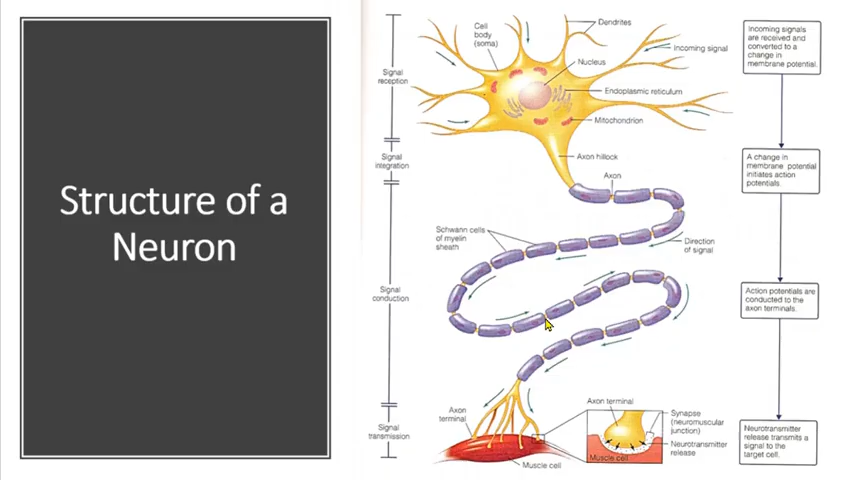 Structure of a
Neuron
Signal
reception
Signal
integration
Signal
conduction
Signal
transmission
Cell
body
(soma)
Dendrites
Incoming signal
Nucleus
Endoplasmic reticulum
Mitochondrion
Axon hillock
Axon
Schwann cells
of myelin
sheath
Direction
of signal
Axon
terminal
Muscle cell
Axon terminal
Muscle cell
Synapse
(neuromuscular
junction)
Neurotransmitter
release
Incoming signals
are received and
converted to a
change in
membrane potential.
A change in
membrane potential
initiates action
potentials.
Action potentials are
conducted to the
axon terminals.
Neurotransmitter
release transmits a
signal to the
target cell.